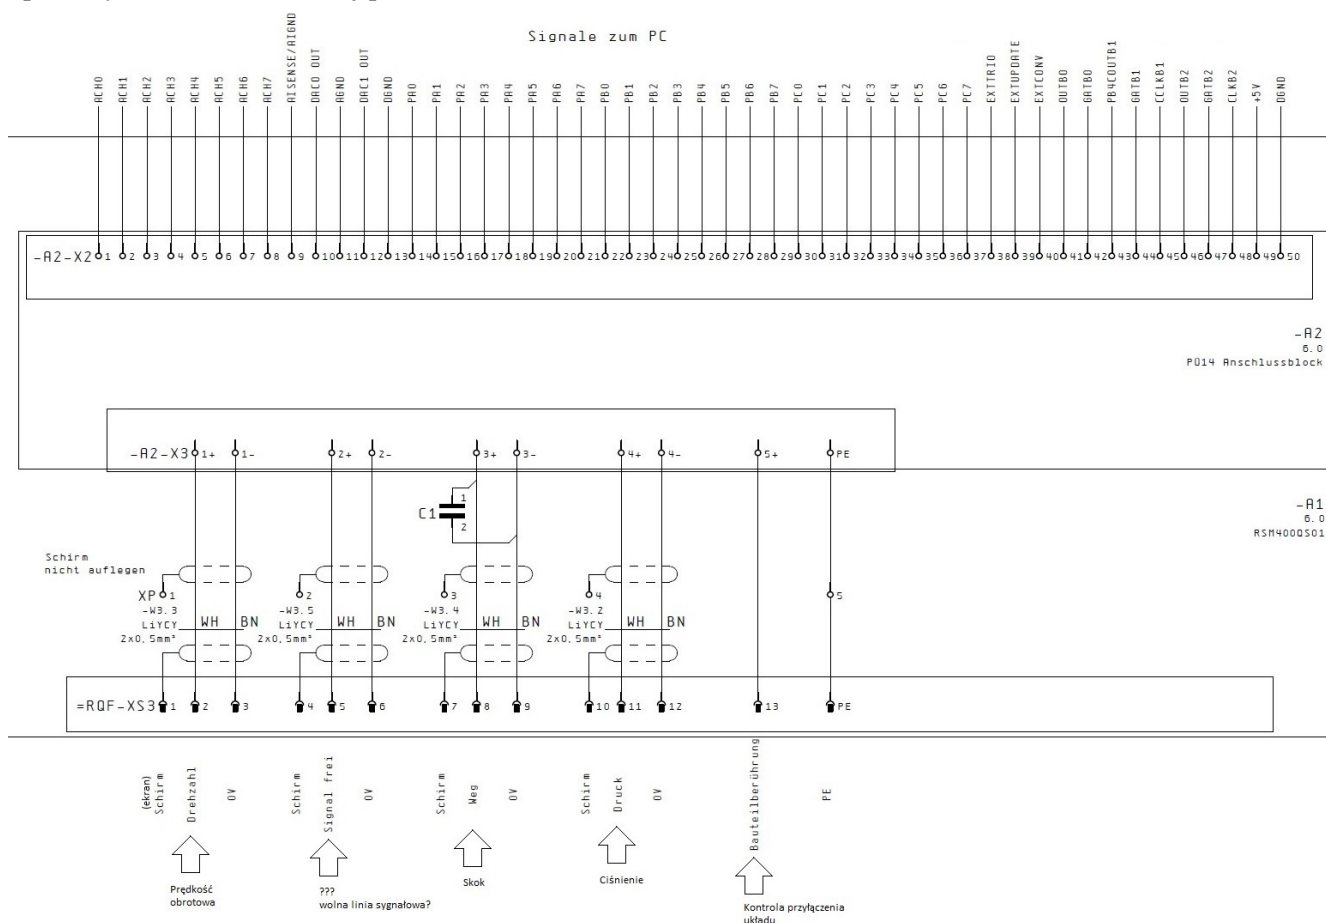 Signale zum PC
ACH0
ACH1
ACH2
ACH3
ACH4
ACH5
ACH6
ACH7
AISENSE/AIGND
DAC0 OUT
AGND
DAC1 OUT
DGND
PA0
PA1
PA2
PA3
PA4
PA5
PA6
PA7
PB0
PB1
PB2
PB3
PB4
PB5
PB6
PB7
PC0
PC1
PC2
PC3
PC4
PC5
PC6
PC7
EXTTRIO
EXTUPDATE
EXTCONV
OUTB0
GATB0
PB4COUTB1
GATB1
CCLKB1
OUTB2
GATB2
CLKB2
+5V
DGND
-A2-X2 1 2 3 4 5 6 7 8 9 10 11 12 13 14 15 16 17 18 19 20 21 22 23 24 25 26 27 28 29 30 31 32 33 34 35 36 37 38 39 40 41 42 43 44 45 46 47 48 49 50
-A2
6.0
PÜ14 Anschlussblock
-A2-X3 1+ 1- 2+ 2- 3+ 3- 4+ 4- 5+ PE
C1 1
2
-A1
6.0
RSM400QS01
Schirm
nicht auflegen
XP 1 2 3 4 5
-W3.3 -W3.5 -W3.4 -W3.2
LiYCY WH BN LiYCY WH BN LiYCY WH BN LiYCY WH BN
2x0,5mm² 2x0,5mm² 2x0,5mm² 2x0,5mm²
=RQF-XS3 1 2 3 4 5 6 7 8 9 10 11 12 13 PE
(ekran)
Schirm
Drehzahl
0V
Schirm
Signal frei
0V
Schirm
Weg
0V
Schirm
Druck
0V
Bauteilberührung
PE
Prędkość
obrotowa
???
wolna linia sygnałowa?
Skok
Ciśnienie
Kontrola przyłączenia
układu